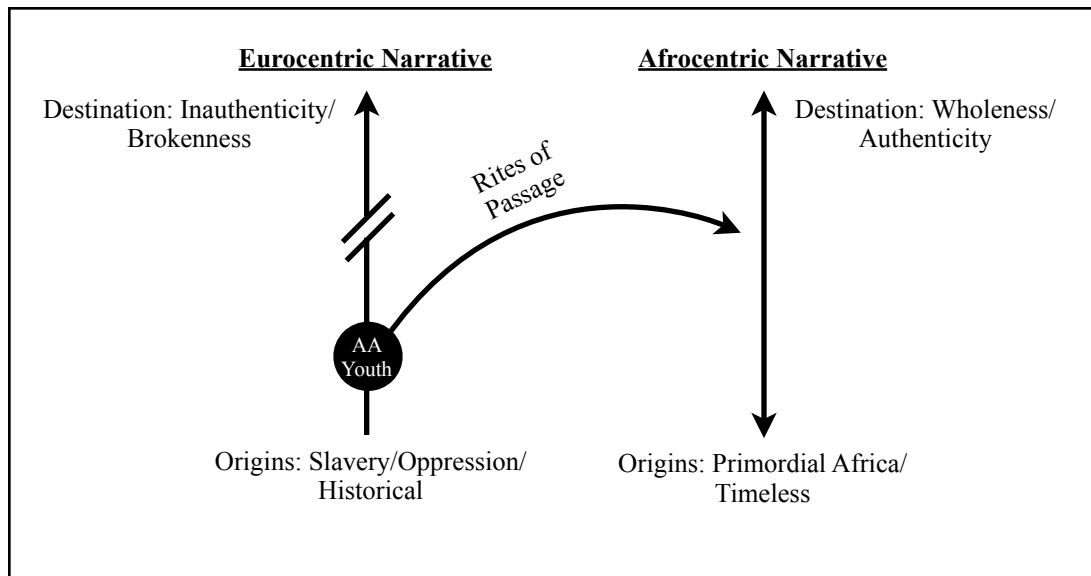 Eurocentric Narrative
Afrocentric Narrative
Destination: Inauthenticity/
Brokenness
Destination: Wholeness/
Authenticity
Rites of
Passage
AA
Youth
Origins: Slavery/Oppression/
Historical
Origins: Primordial Africa/
Timeless